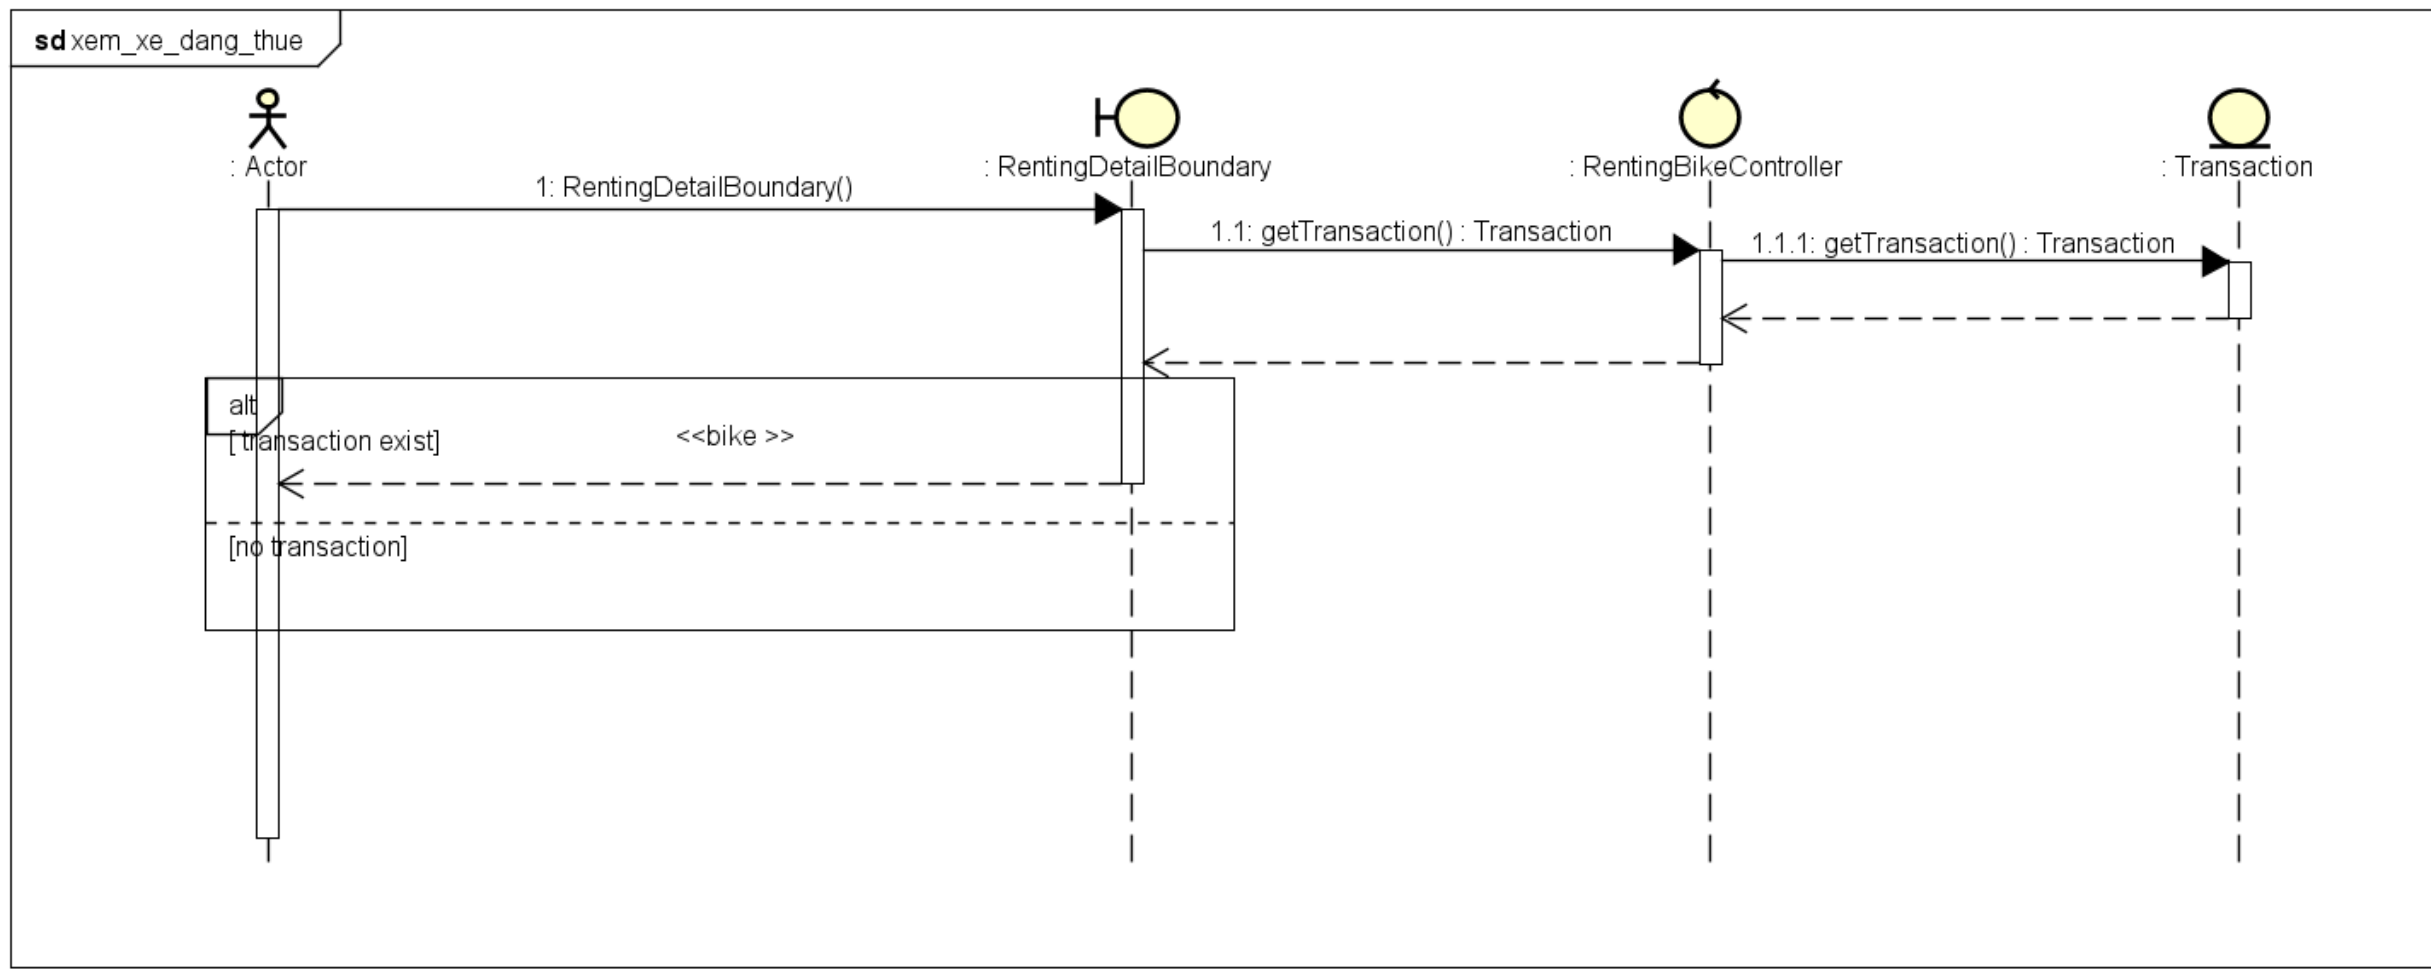 sd xem_xe_dang_thue
: Actor
: RentingDetailBoundary
: RentingBikeController
: Transaction
1: RentingDetailBoundary()
1.1: getTransaction() : Transaction
1.1.1: getTransaction() : Transaction
alt
[ transaction exist]
<<bike >>
[no transaction]